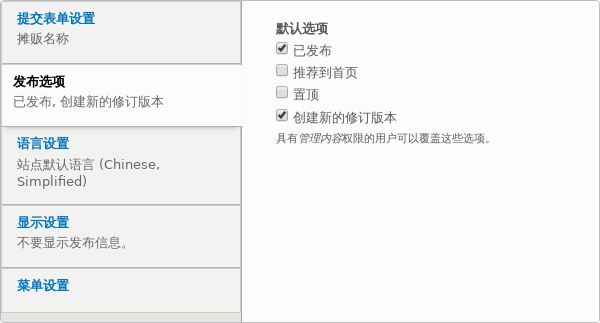 提交表单设置
摊贩名称
发布选项
已发布, 创建新的修订版本
语言设置
站点默认语言 (Chinese,
Simplified)
显示设置
不要显示发布信息。
菜单设置
默认选项
已发布
推荐到首页
置顶
创建新的修订版本
具有管理内容权限的用户可以覆盖这些选项。